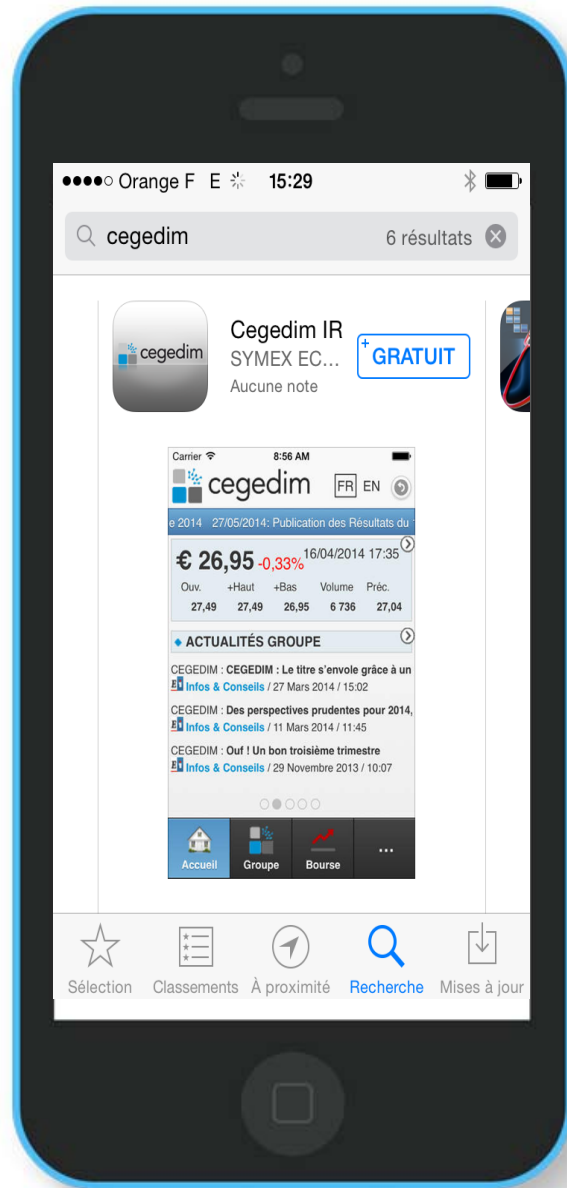 Orange F E 15:29
cegedim 6 résultats
cegedim
Cegedim IR
SYMEX EC...
Aucune note
+GRATUIT
Carrier 8:56 AM
cegedim FR EN
e 2014 27/05/2014: Publication des Résultats du
€ 26,95 -0,33% 16/04/2014 17:35
Ouv. +Haut +Bas Volume Préc.
27,49 27,49 26,95 6 736 27,04
ACTUALITÉS GROUPE
CEGEDIM : CEGEDIM : Le titre s'envole grâce à un
Infos & Conseils / 27 Mars 2014 / 15:02
CEGEDIM : Des perspectives prudentes pour 2014,
Infos & Conseils / 11 Mars 2014 / 11:45
CEGEDIM : Ouf ! Un bon troisième trimestre
Infos & Conseils / 29 Novembre 2013 / 10:07
Accueil Groupe Bourse ...
Sélection Classements À proximité Recherche Mises à jour